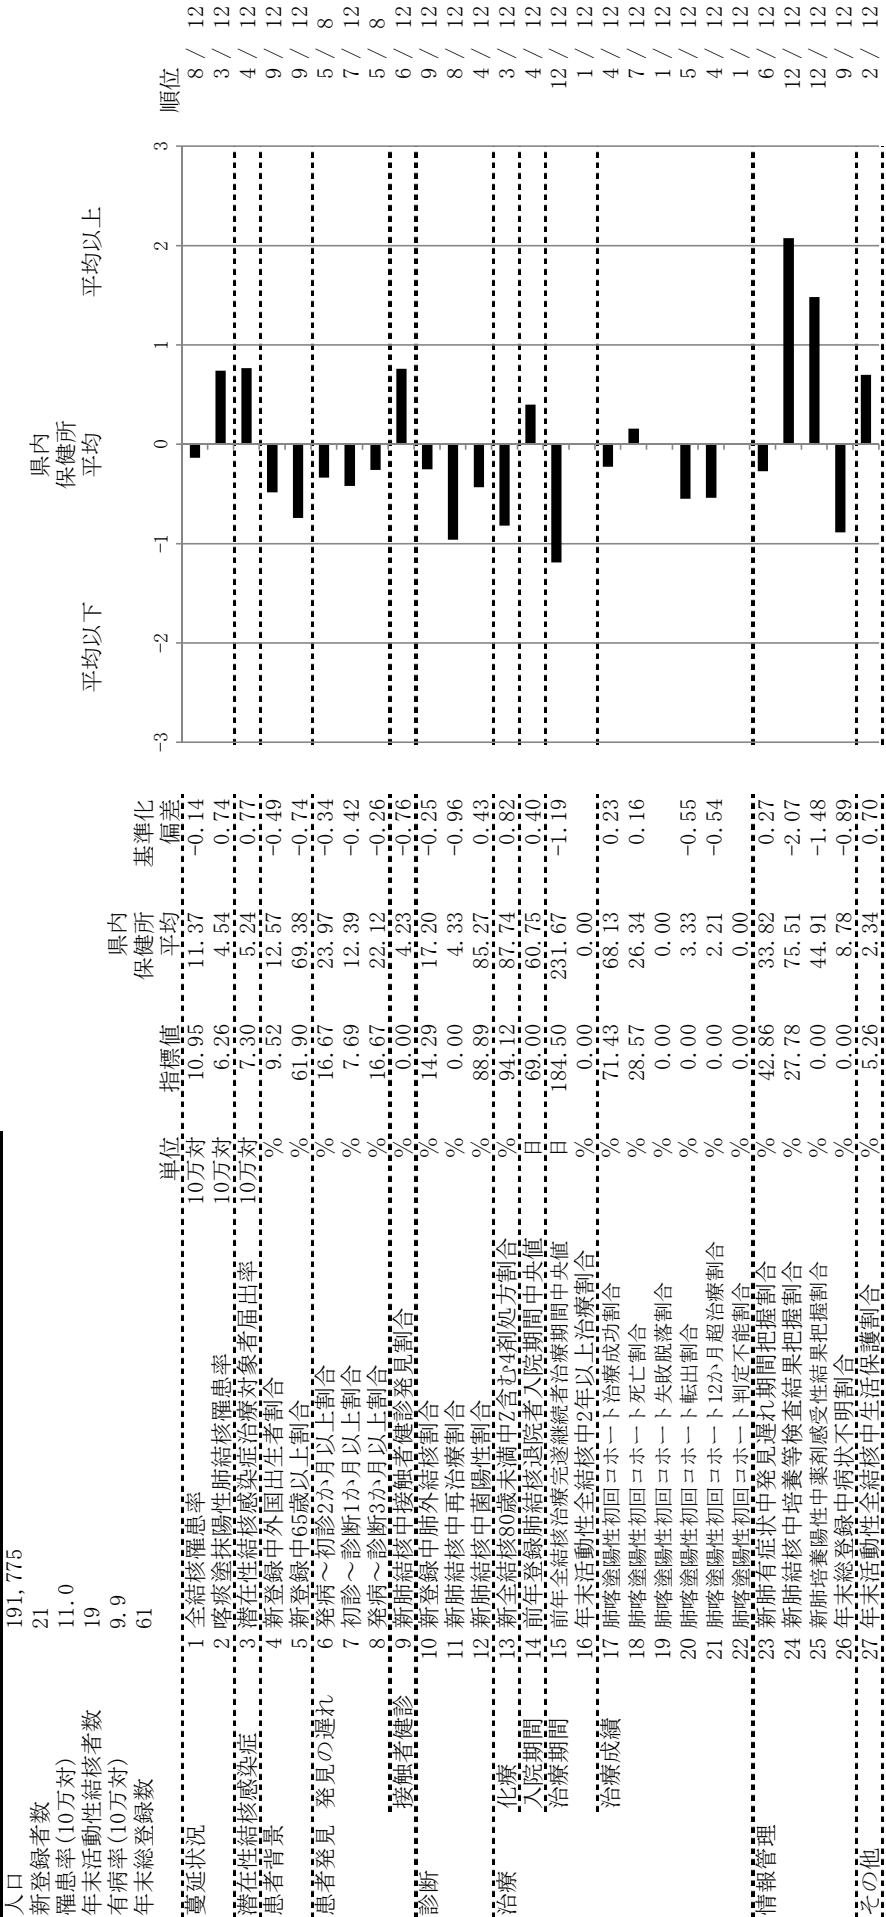 人口 191,775
新登録者数 21
罹患率(10万対) 11.0
年末活動性結核者数 19
有病率(10万対) 9.9
年末総登録数 61
単位 指標値 県内保健所平均 基準化偏差 平均以下 県内保健所平均 平均以上 順位
-3 -2 -1 0 1 2 3
蔓延状況 1 全結核罹患率 10万対 10.95 11.37 -0.14 8 / 12
2 喀痰塗抹陽性肺結核罹患率 10万対 6.26 4.54 0.74 3 / 12
潜在性結核感染症 3 潜在性結核感染症治療対象者届出率 10万対 7.30 5.24 0.77 4 / 12
患者背景 4 新登録中外国出生者割合 % 9.52 12.57 -0.49 9 / 12
5 新登録中65歳以上割合 % 61.90 69.38 -0.74 9 / 12
患者発見 発見の遅れ 6 発病～初診2か月以上割合 % 16.67 23.97 -0.34 5 / 8
7 初診～診断1か月以上割合 % 7.69 12.39 -0.42 7 / 12
8 発病～診断3か月以上割合 % 16.67 22.12 -0.26 5 / 8
接触者健診 9 新肺結核中接触者健診発見割合 % 0.00 4.23 -0.76 6 / 12
診断 10 新登録中肺外結核割合 % 14.29 17.20 -0.25 9 / 12
11 新肺結核中再治療割合 % 0.00 4.33 -0.96 8 / 12
12 新肺結核中菌陽性割合 % 88.89 85.27 0.43 4 / 12
治療 化療 13 新全結核80歳未満中Z含む4剤処方割合 % 94.12 87.74 0.82 3 / 12
入院期間 14 前年登録肺結核退院者入院期間中央値 日 69.00 60.75 0.40 4 / 12
治療期間 15 前年全結核治療完遂継続者治療期間中央値 日 184.50 231.67 -1.19 12 / 12
16 年末活動性全結核中2年以上治療割合 % 0.00 0.00 1 / 12
治療成績 17 肺喀塗陽性初回コホート治療成功割合 % 71.43 68.13 0.23 4 / 12
18 肺喀塗陽性初回コホート死亡割合 % 28.57 26.34 0.16 7 / 12
19 肺喀塗陽性初回コホート失敗脱落割合 % 0.00 0.00 1 / 12
20 肺喀塗陽性初回コホート転出割合 % 0.00 3.33 -0.55 5 / 12
21 肺喀塗陽性初回コホート12か月超治療割合 % 0.00 2.21 -0.54 4 / 12
22 肺喀塗陽性初回コホート判定不能割合 % 0.00 0.00 1 / 12
情報管理 23 新肺有症状中発見遅れ期間把握割合 % 42.86 33.82 0.27 6 / 12
24 新肺結核中培養等検査結果把握割合 % 27.78 75.51 -2.07 12 / 12
25 新肺培養陽性中薬剤感受性結果把握割合 % 0.00 44.91 -1.48 12 / 12
26 年末総登録中病状不明割合 % 0.00 8.78 -0.89 9 / 12
その他 27 年末活動性全結核中生活保護割合 % 5.26 2.34 0.70 2 / 12